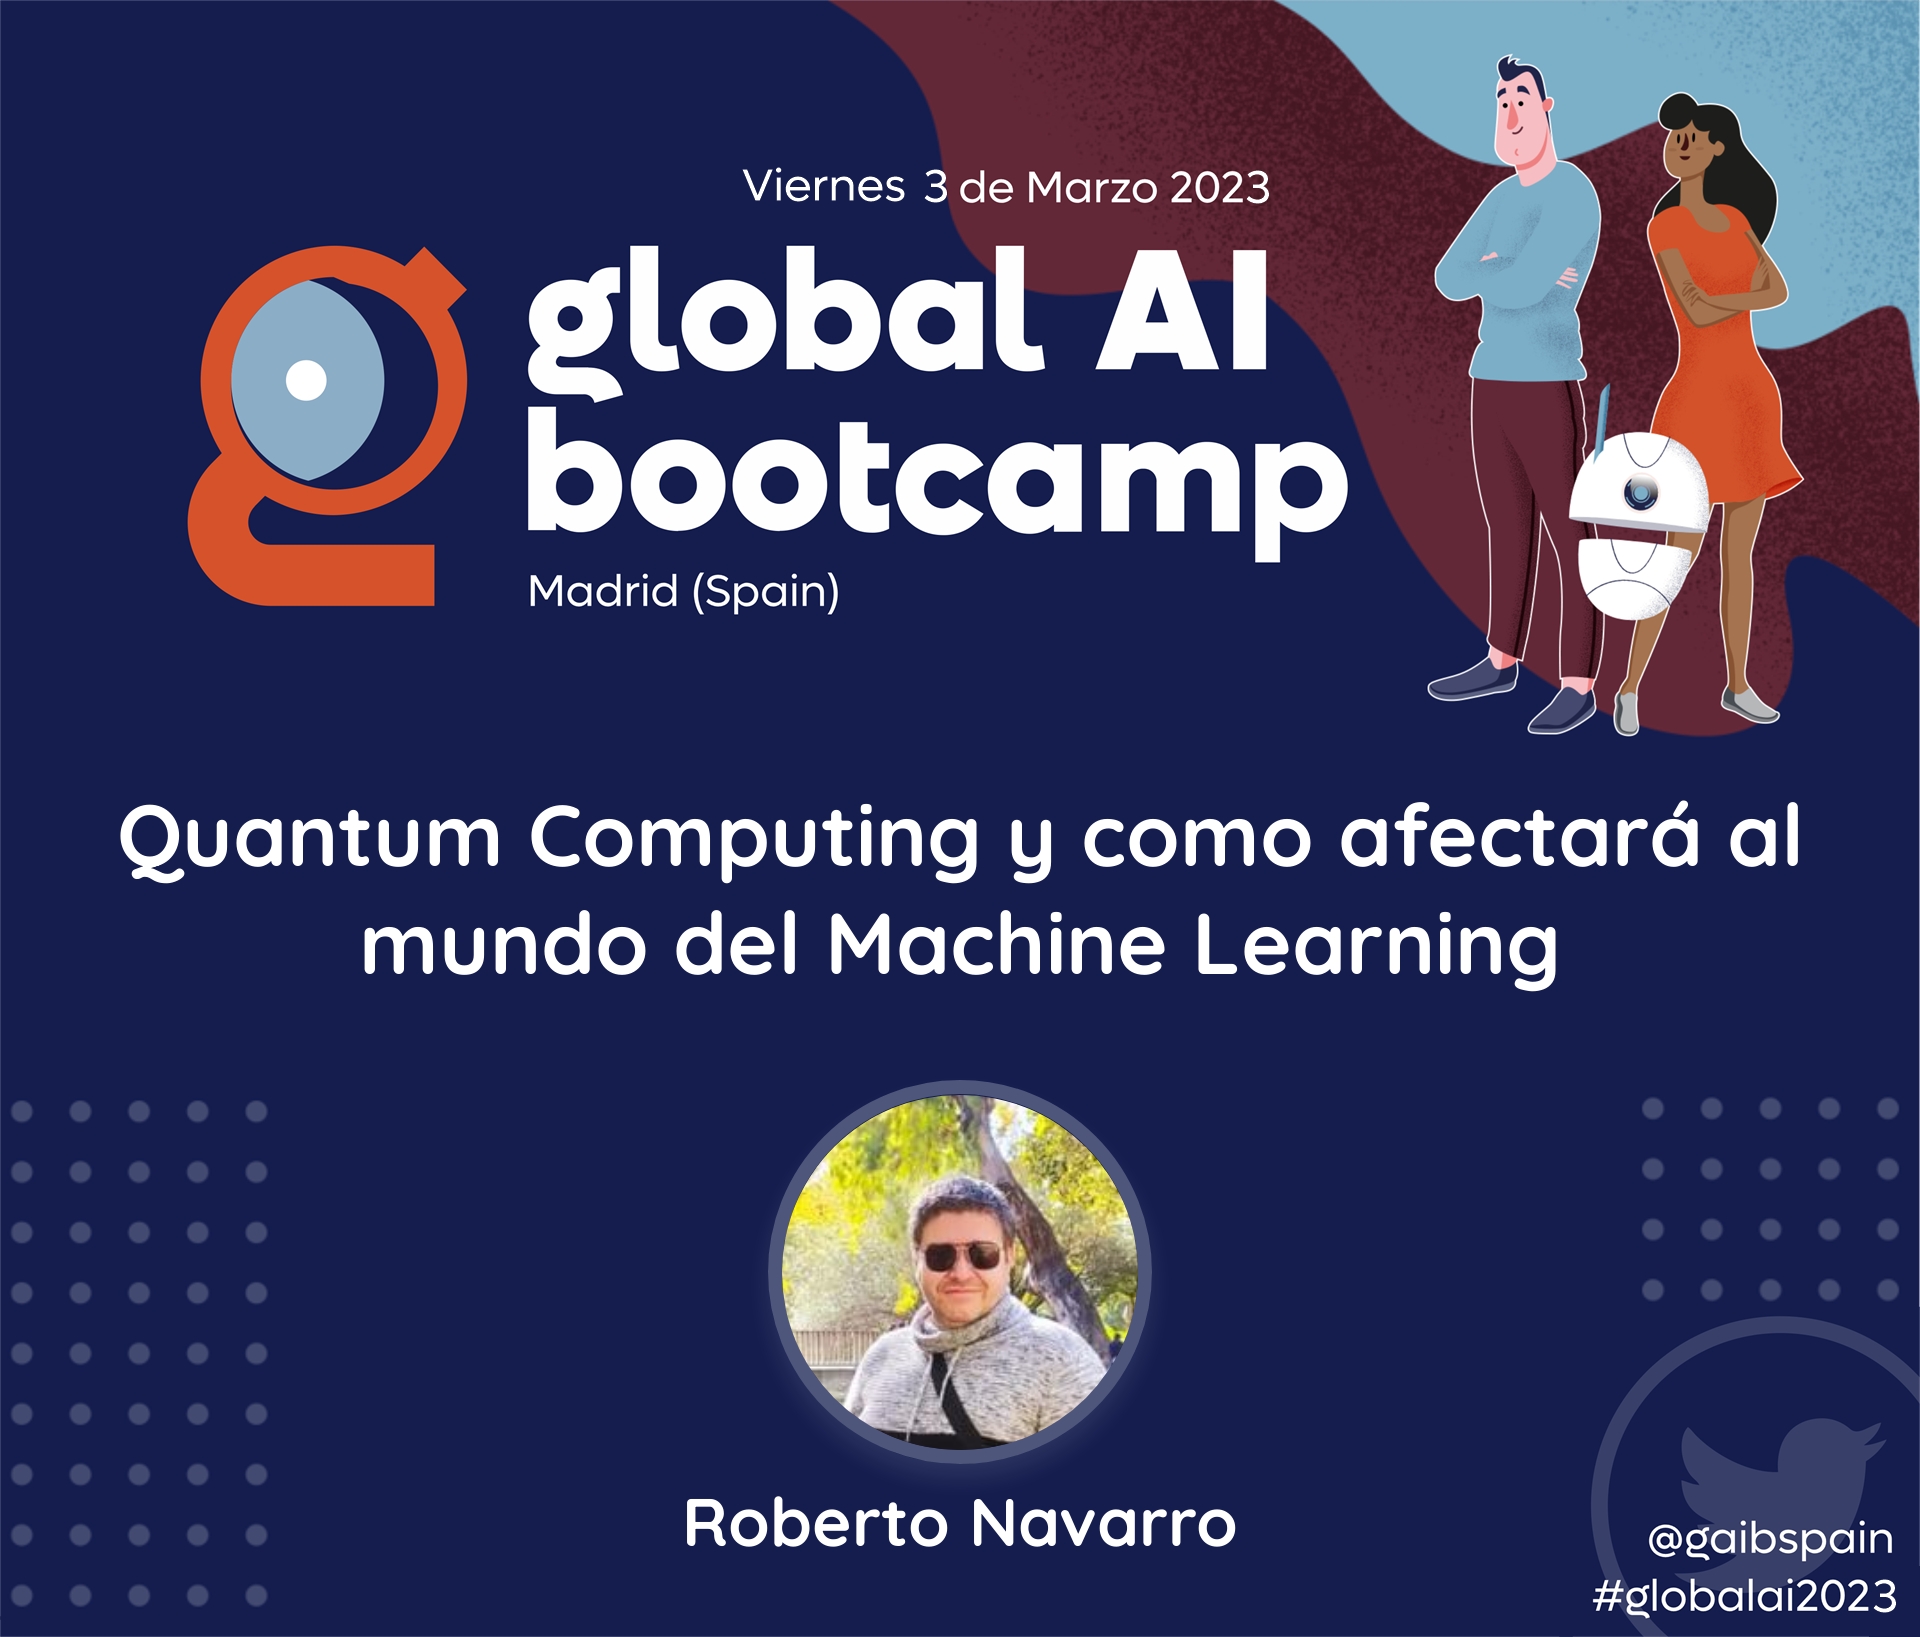 Viernes 3 de Marzo 2023
global AI
bootcamp
Madrid (Spain)
Quantum Computing y como afectará al
mundo del Machine Learning
Roberto Navarro
@gaibspain
#globalai2023